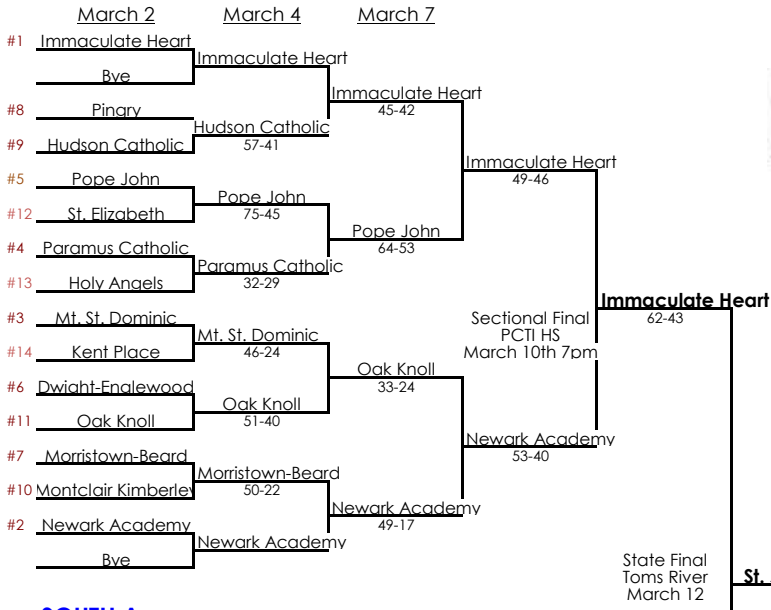 March 2 March 4 March 7
#1 Immaculate Heart
Immaculate Heart
Bye
Immaculate Heart
45-42
#8 Pingry
Hudson Catholic
57-41
#9 Hudson Catholic
Immaculate Heart
49-46
#5 Pope John
Pope John
75-45
#12 St. Elizabeth
Pope John
64-53
#4 Paramus Catholic
Paramus Catholic
32-29
#13 Holy Angels
Immaculate Heart
62-43
Sectional Final
PCTI HS
March 10th 7pm
#3 Mt. St. Dominic
Mt. St. Dominic
46-24
#14 Kent Place
Oak Knoll
33-24
#6 Dwight-Englewood
Oak Knoll
51-40
#11 Oak Knoll
Newark Academy
53-40
#7 Morristown-Beard
Morristown-Beard
50-22
#10 Montclair Kimberley
Newark Academy
49-17
#2 Newark Academy
Newark Academy
Bye
State Final
Toms River
March 12
St.